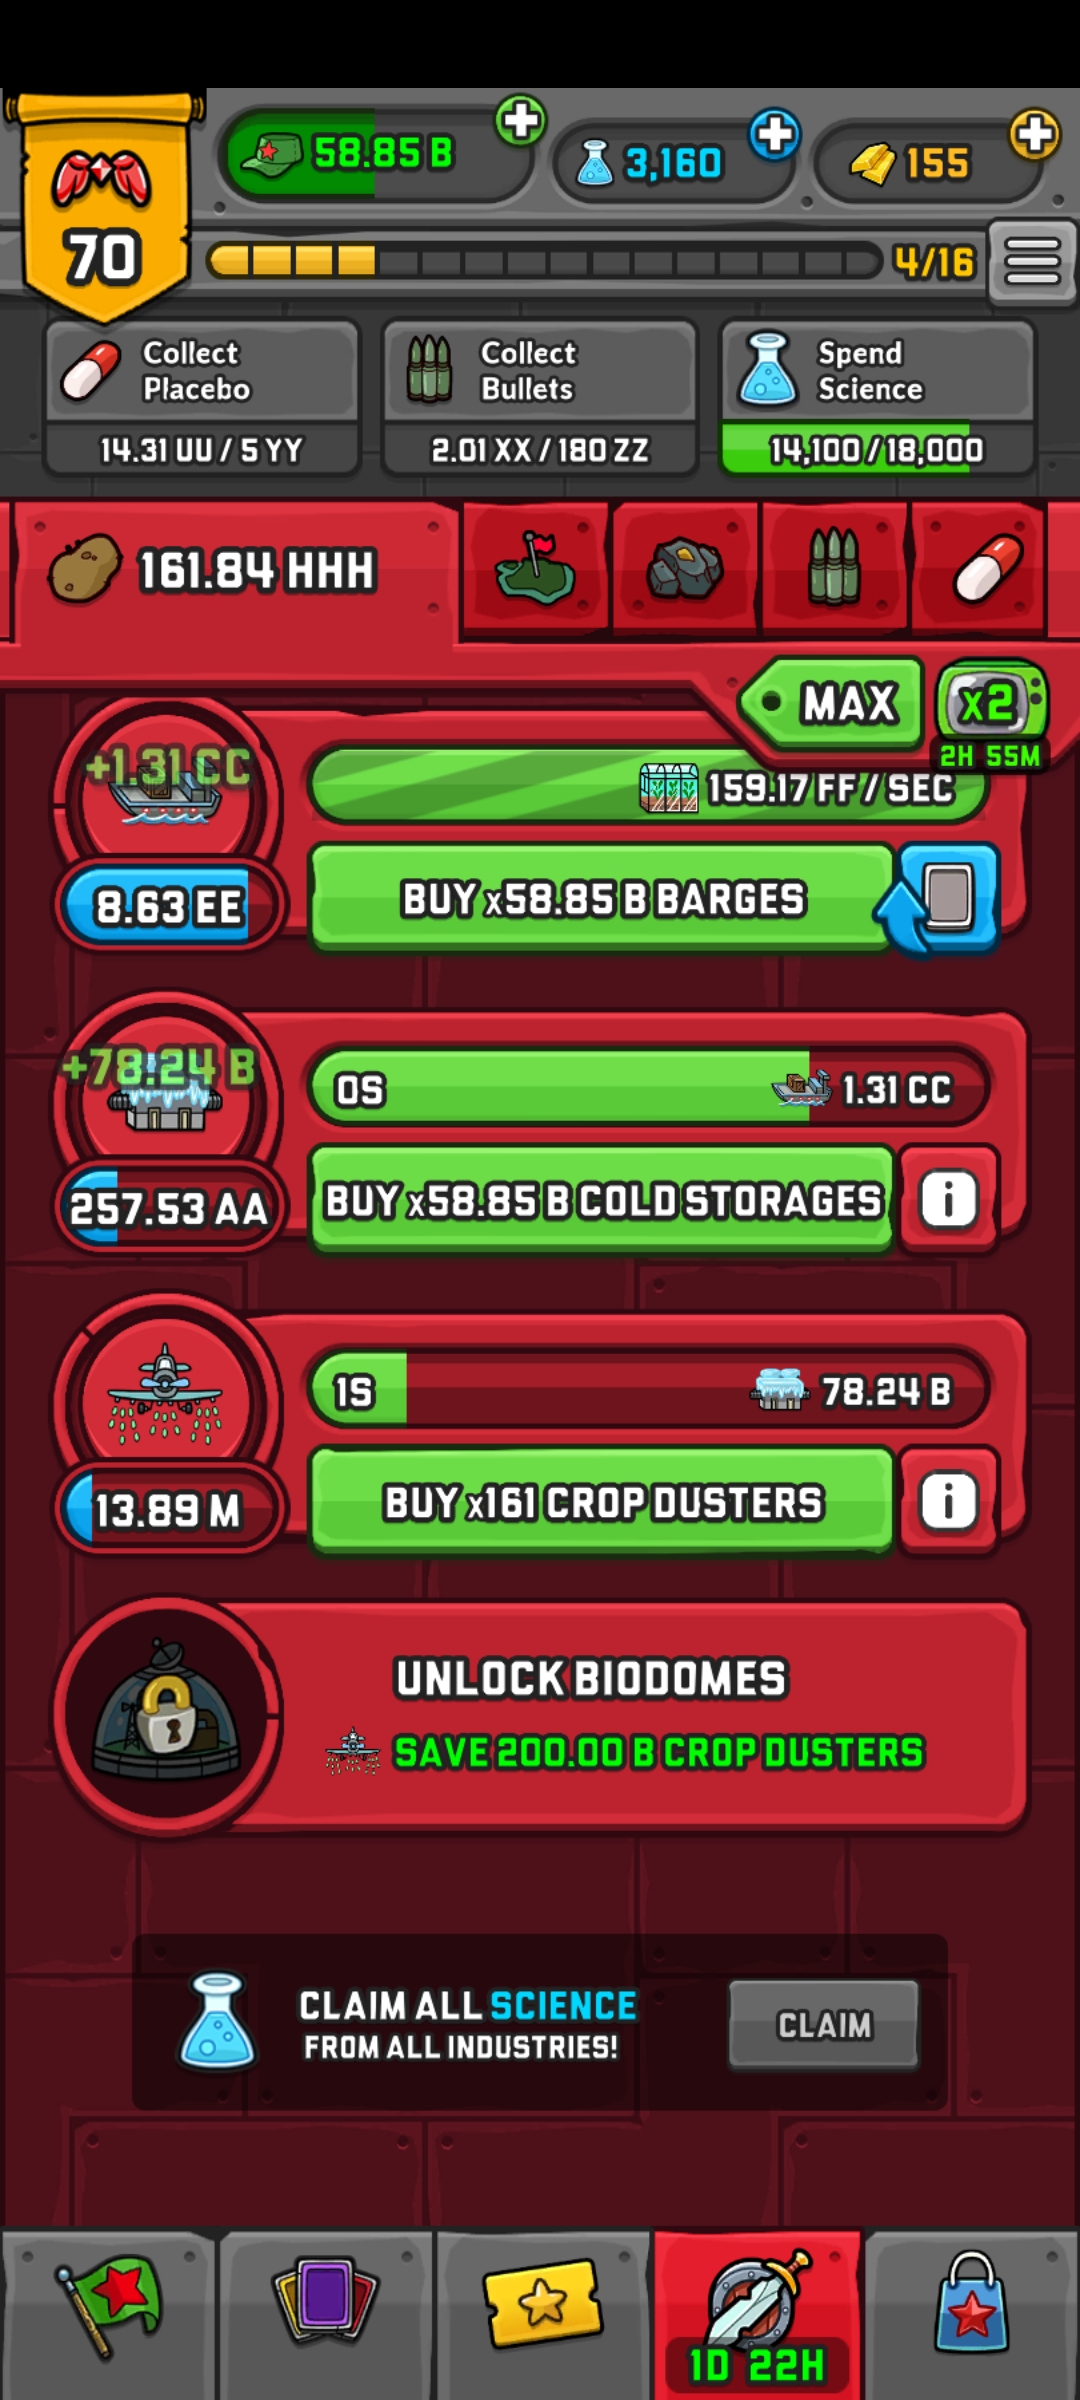 58.85 B
3,160
155
70
4/16
Collect
Placebo
14.31 UU / 5 YY
Collect
Bullets
2.01 XX / 180 ZZ
Spend
Science
14,100 / 18,000
161.84 HHH
MAX
x2
2H 55M
+1.31 CC
159.17 FF / SEC
8.63 EE
BUY x58.85 B BARGES
+78.24 B
0S
1.31 CC
257.53 AA
BUY x58.85 B COLD STORAGES
i
1S
78.24 B
13.89 M
BUY x161 CROP DUSTERS
i
UNLOCK BIODOMES
SAVE 200.00 B CROP DUSTERS
CLAIM ALL SCIENCE
FROM ALL INDUSTRIES!
CLAIM
1D 22H